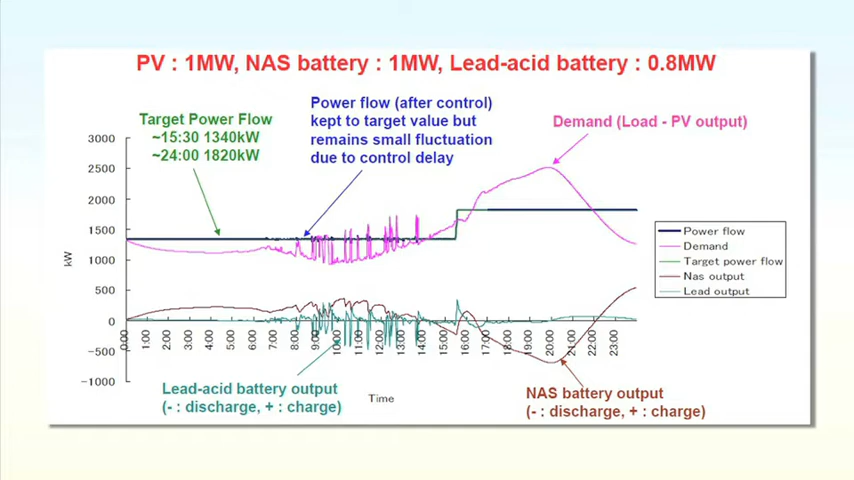 PV : 1MW, NAS battery : 1MW, Lead-acid battery : 0.8MW
Target Power Flow
~15:30 1340kW
~24:00 1820kW
Power flow (after control)
kept to target value but
remains small fluctuation
due to control delay
Demand (Load - PV output)
3000
2500
2000
1500
1000
500
0
-500
-1000
kW
Power flow
Demand
Target power flow
Nas output
Lead output
0:00 1:00 2:00 3:00 4:00 5:00 6:00 7:00 8:00 9:00 10:00 11:00 12:00 13:00 14:00 15:00 16:00 17:00 18:00 19:00 20:00 21:00 22:00 23:00
Time
Lead-acid battery output
(- : discharge, + : charge)
NAS battery output
(- : discharge, + : charge)